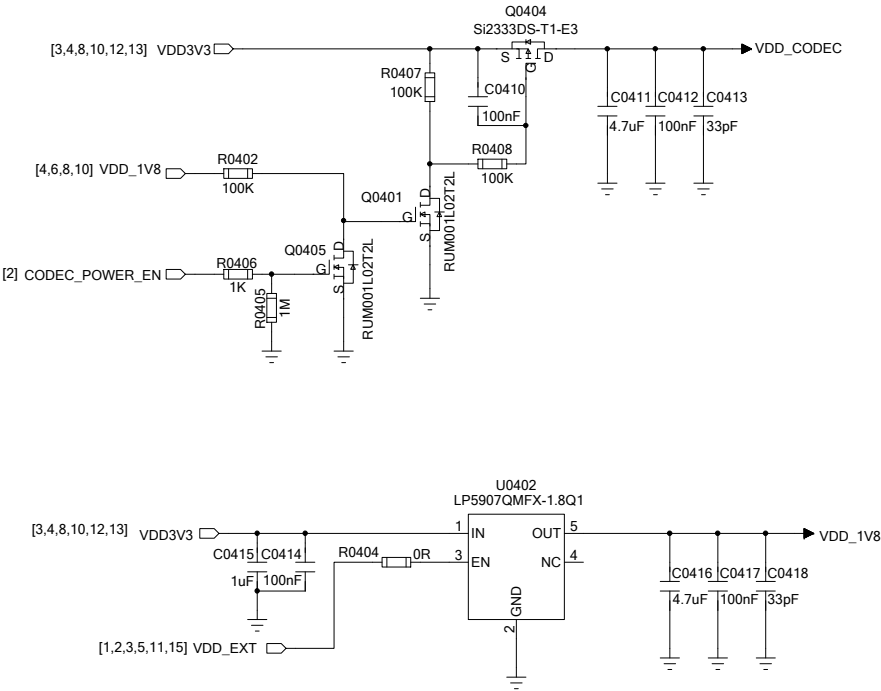 Q0404
Si2333DS-T1-E3
[3,4,8,10,12,13] VDD3V3
S G D
VDD_CODEC
R0407
100K
C0410
100nF
C0411
4.7uF
C0412
100nF
C0413
33pF
R0408
100K
[4,6,8,10] VDD_1V8
R0402
100K
Q0401
G
D
S
RUM001L02T2L
Q0405
G
D
S
RUM001L02T2L
[2] CODEC_POWER_EN
R0406
1K
R0405
1M
U0402
LP5907QMFX-1.8Q1
[3,4,8,10,12,13] VDD3V3
1 IN
OUT 5
VDD_1V8
C0415
1uF
C0414
100nF
R0404 0R
3 EN
NC 4
GND
2
C0416
4.7uF
C0417
100nF
C0418
33pF
[1,2,3,5,11,15] VDD_EXT